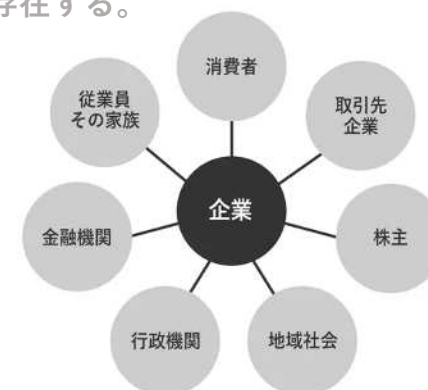 存在する。
消費者
取引先
企業
株主
地域社会
行政機関
金融機関
従業員
その家族
企業